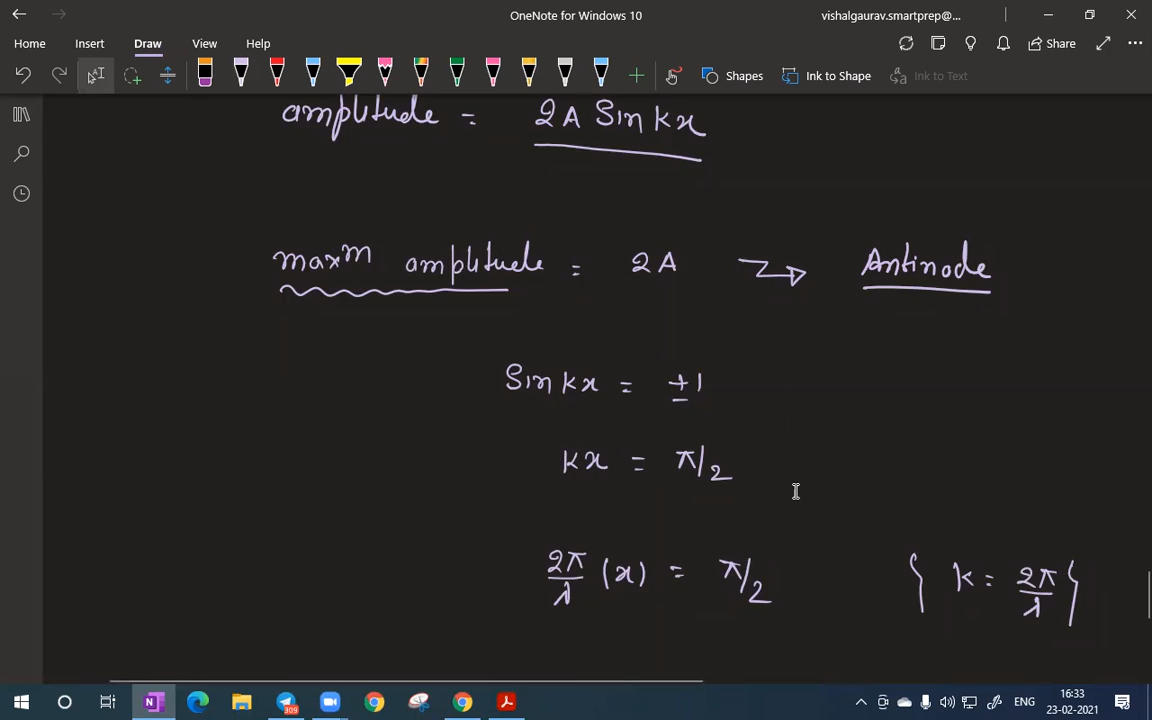 OneNote for Windows 10
vishalgaurav.smartprep@...
Home Insert Draw View Help
Share
Shapes Ink to Shape Ink to Text
amplitude = 2A Sin kx
maxm amplitude = 2A Antinode
Sin kx = ±1
kx = π/2
2π/λ (x) = π/2 { k = 2π/λ }
309
ENG
16:33
23-02-2021